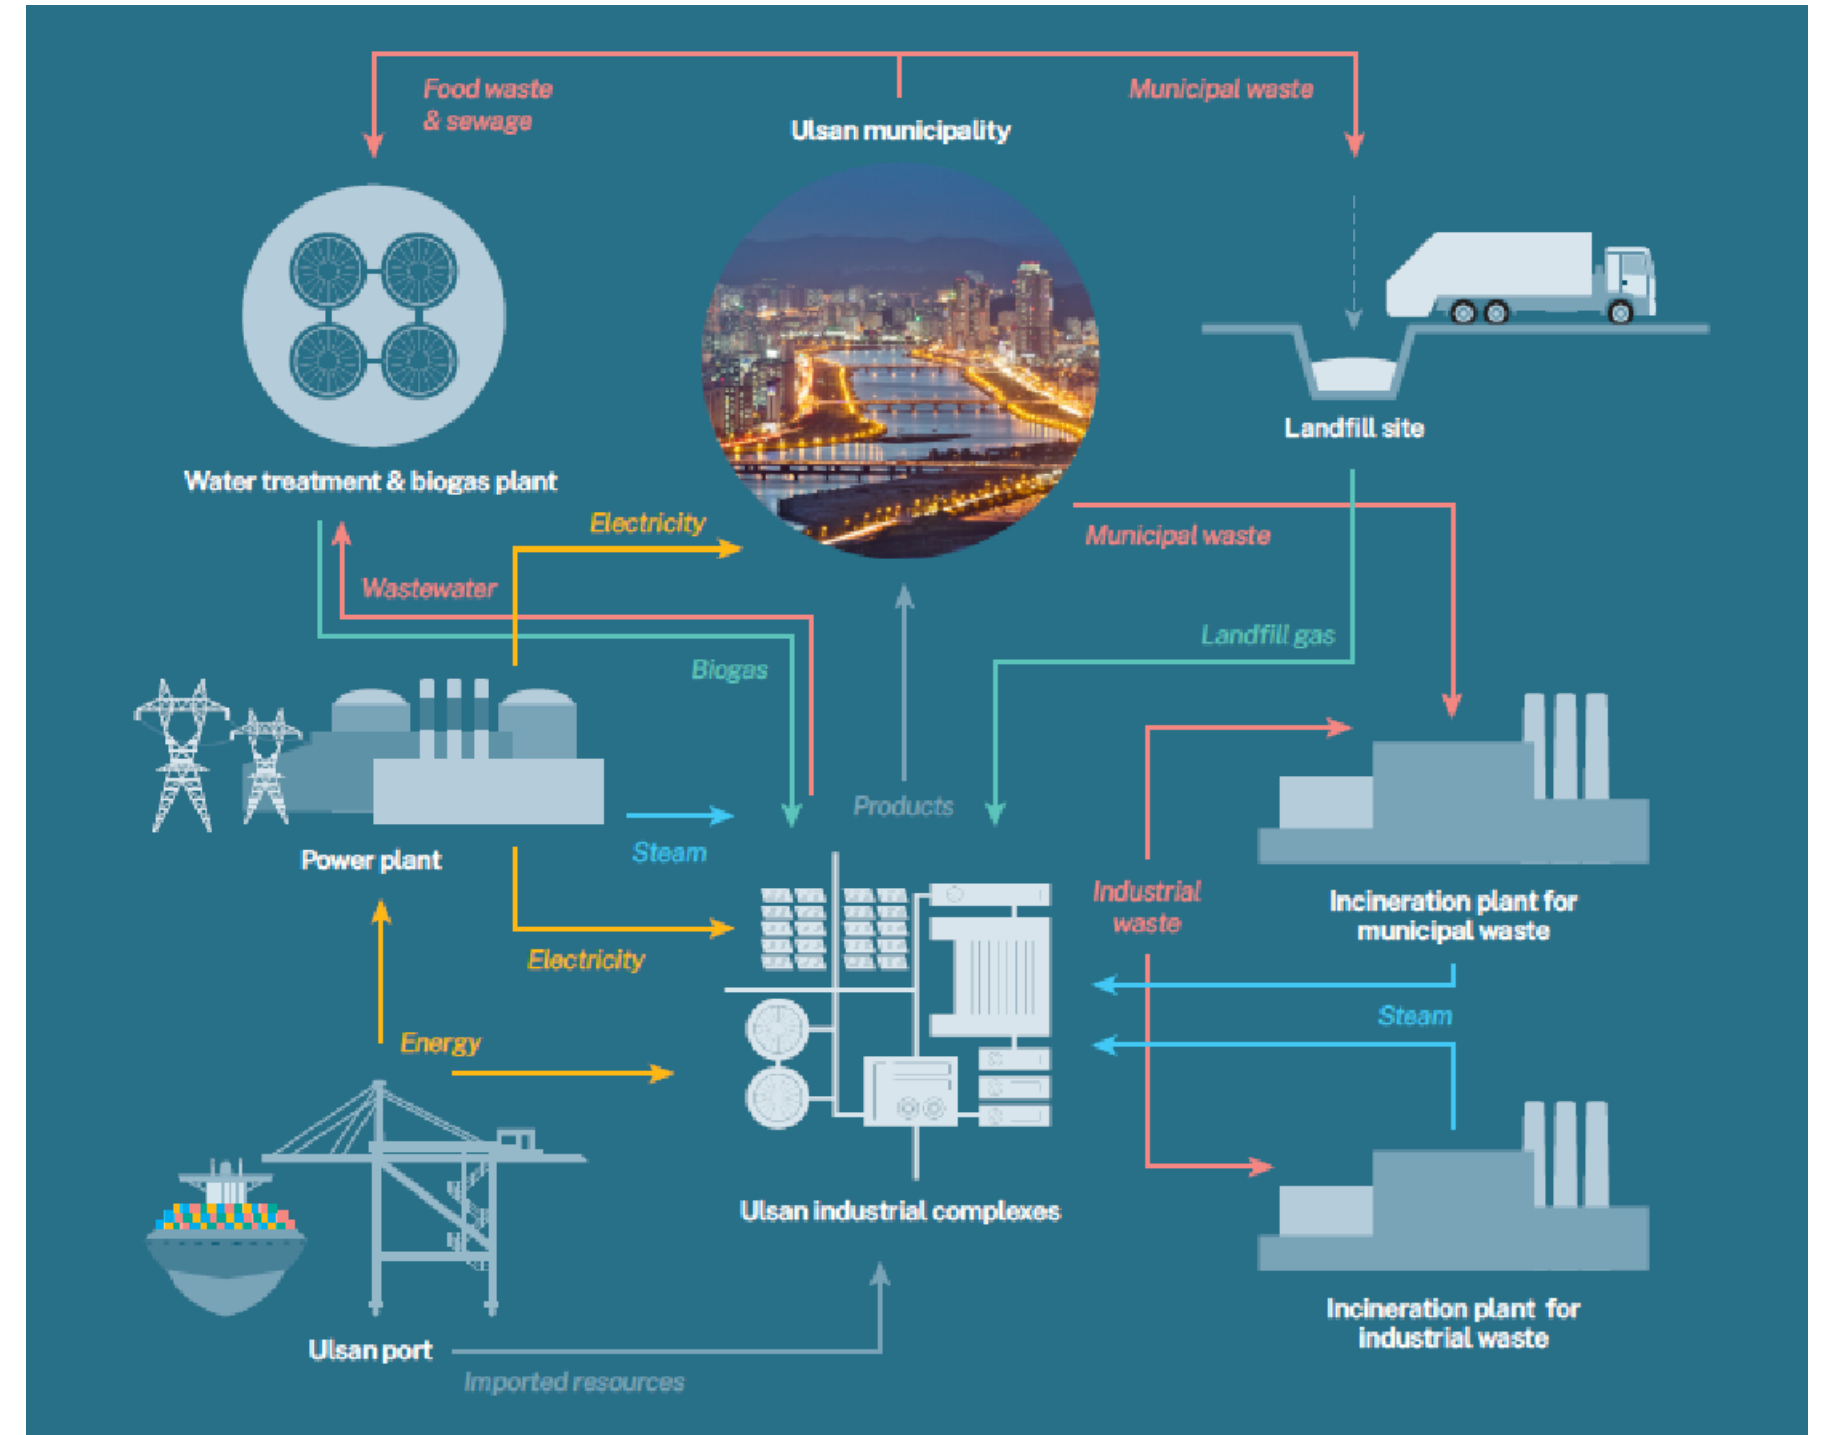 Food waste
& sewage
Municipal waste
Ulsan municipality
Landfill site
Water treatment & biogas plant
Electricity
Municipal waste
Wastewater
Landfill gas
Biogas
Products
Steam
Power plant
Industrial
waste
Incineration plant for
municipal waste
Electricity
Steam
Energy
Ulsan industrial complexes
Incineration plant for
industrial waste
Ulsan port
Imported resources